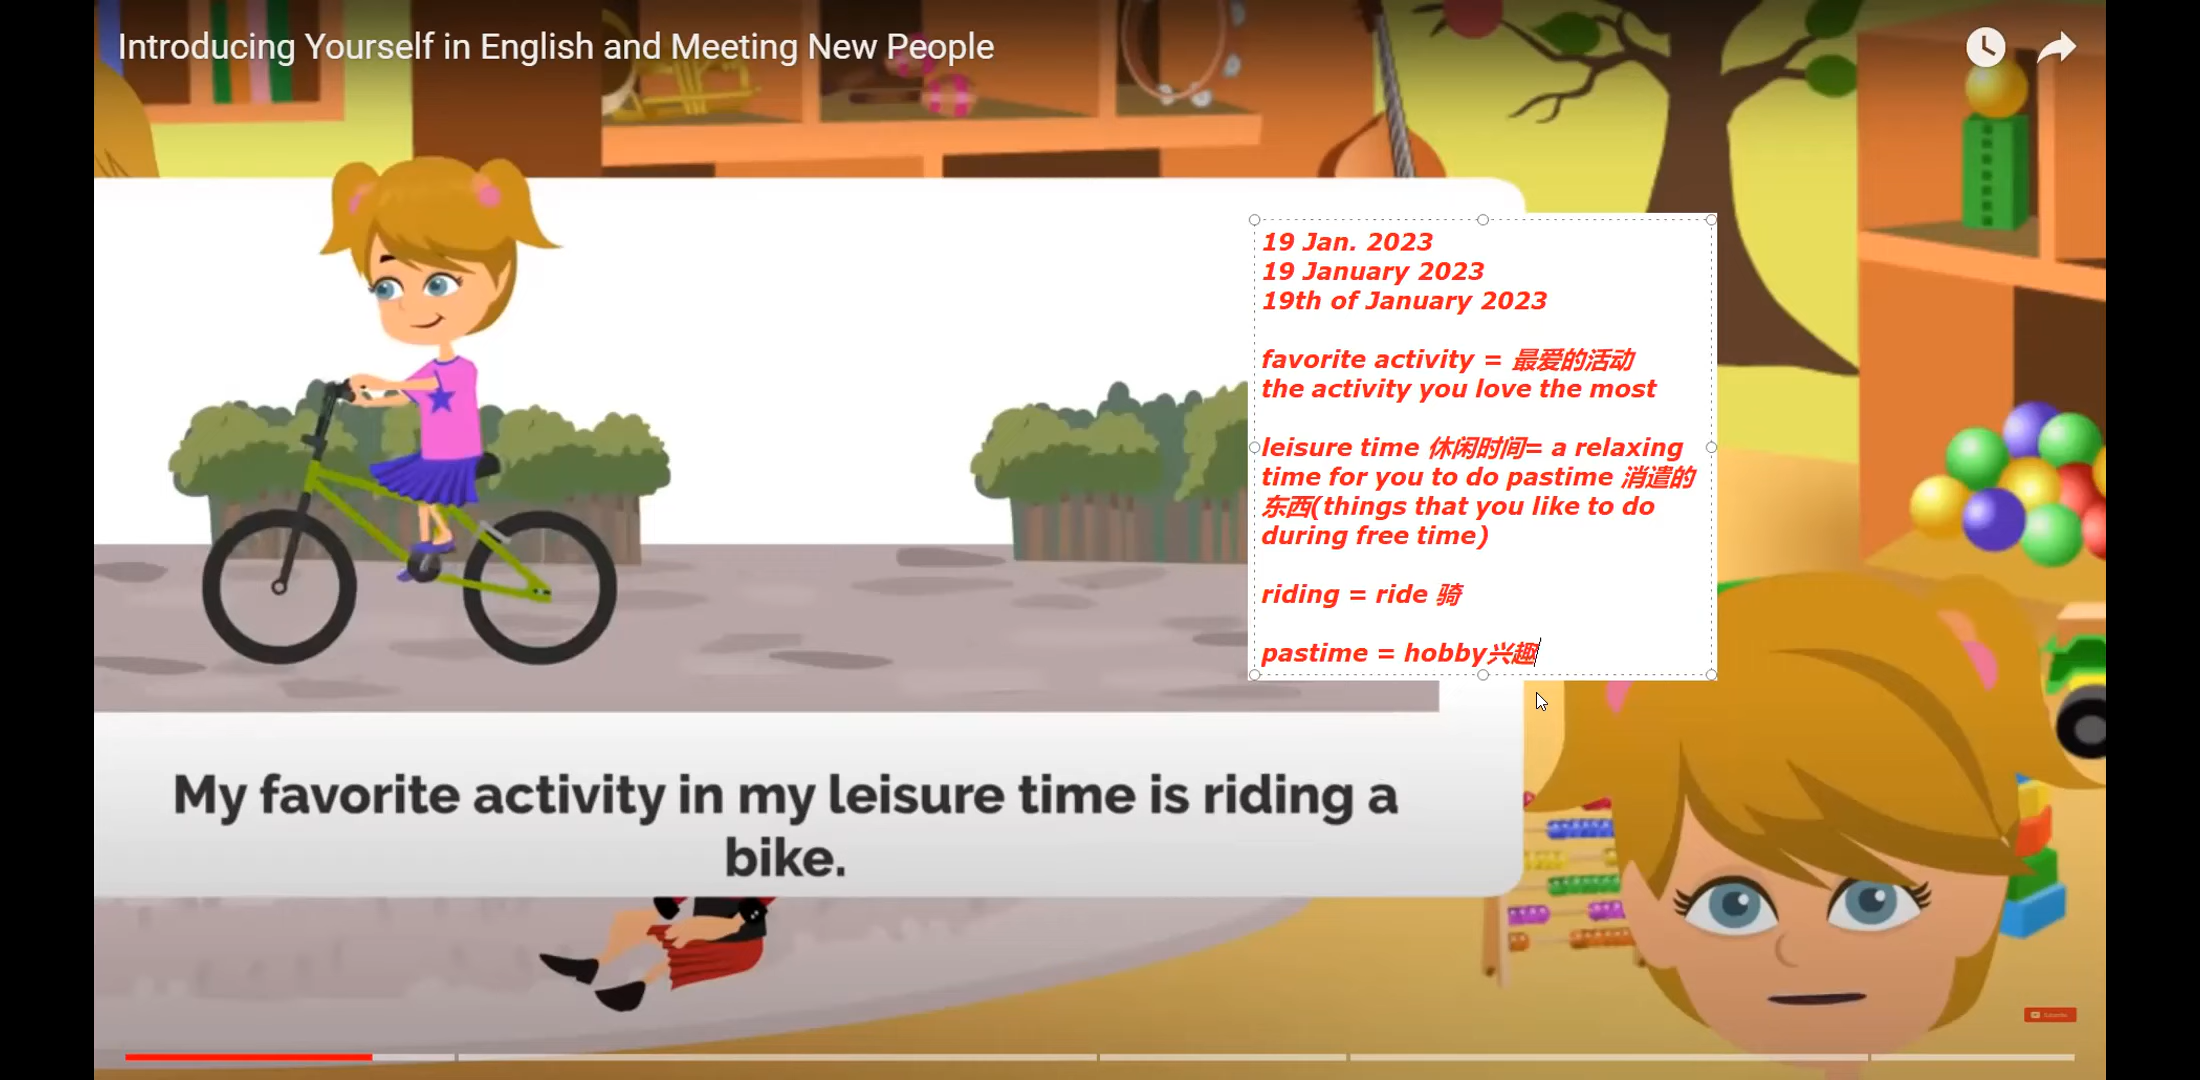 Introducing Yourself in English and Meeting New People
19 Jan. 2023
19 January 2023
19th of January 2023
favorite activity = 最爱的活动
the activity you love the most
leisure time 休闲时间= a relaxing
time for you to do pastime 消遣的
东西(things that you like to do
during free time)
riding = ride 骑
pastime = hobby兴趣
My favorite activity in my leisure time is riding a
bike.